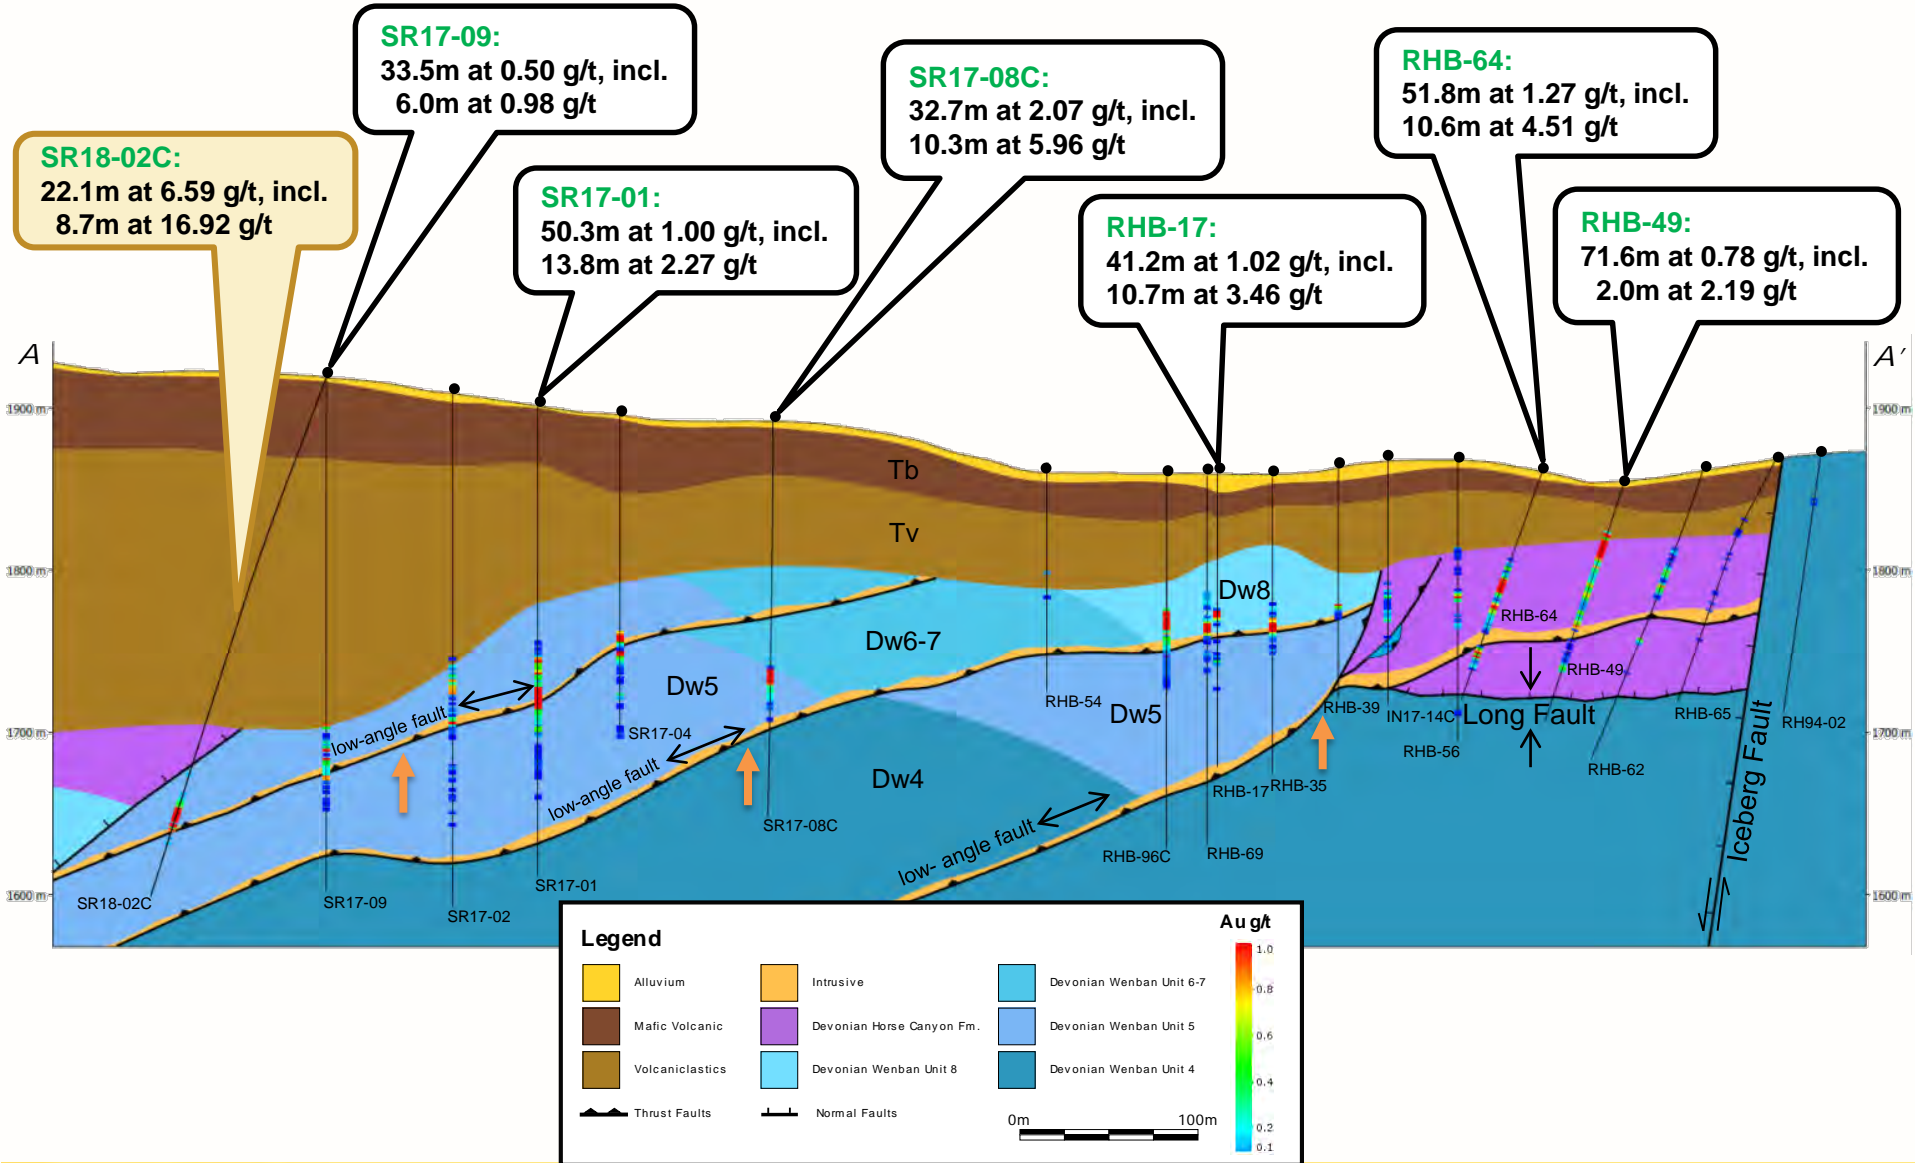 SR17-09:
33.5m at 0.50 g/t, incl.
6.0m at 0.98 g/t
SR17-08C:
32.7m at 2.07 g/t, incl.
10.3m at 5.96 g/t
RHB-64:
51.8m at 1.27 g/t, incl.
10.6m at 4.51 g/t
SR18-02C:
22.1m at 6.59 g/t, incl.
8.7m at 16.92 g/t
SR17-01:
50.3m at 1.00 g/t, incl.
13.8m at 2.27 g/t
RHB-17:
41.2m at 1.02 g/t, incl.
10.7m at 3.46 g/t
RHB-49:
71.6m at 0.78 g/t, incl.
2.0m at 2.19 g/t
A
A'
1900 m
1900 m
Tb
Tv
1800 m
1800 m
Dw8
RHB-64
Dw6-7
RHB-49
Dw5
RHB-54
Dw5
RHB-39
IN17-14C
Long Fault
RHB-65
RH94-02
low-angle fault
SR17-04
1700 m
1700 m
RHB-56
RHB-62
low-angle fault
Dw4
RHB-17
RHB-35
Iceberg Fault
SR17-08C
low- angle fault
RHB-96C
RHB-69
1600 m
1600 m
SR18-02C
SR17-09
SR17-02
SR17-01
Legend
Alluvium
Intrusive
Devonian Wenban Unit 6-7
Mafic Volcanic
Devonian Horse Canyon Fm.
Devonian Wenban Unit 5
Volcaniclastics
Devonian Wenban Unit 8
Devonian Wenban Unit 4
Thrust Faults
Normal Faults
0m 100m
Au g/t
1.0
0.8
0.6
0.4
0.2
0.1